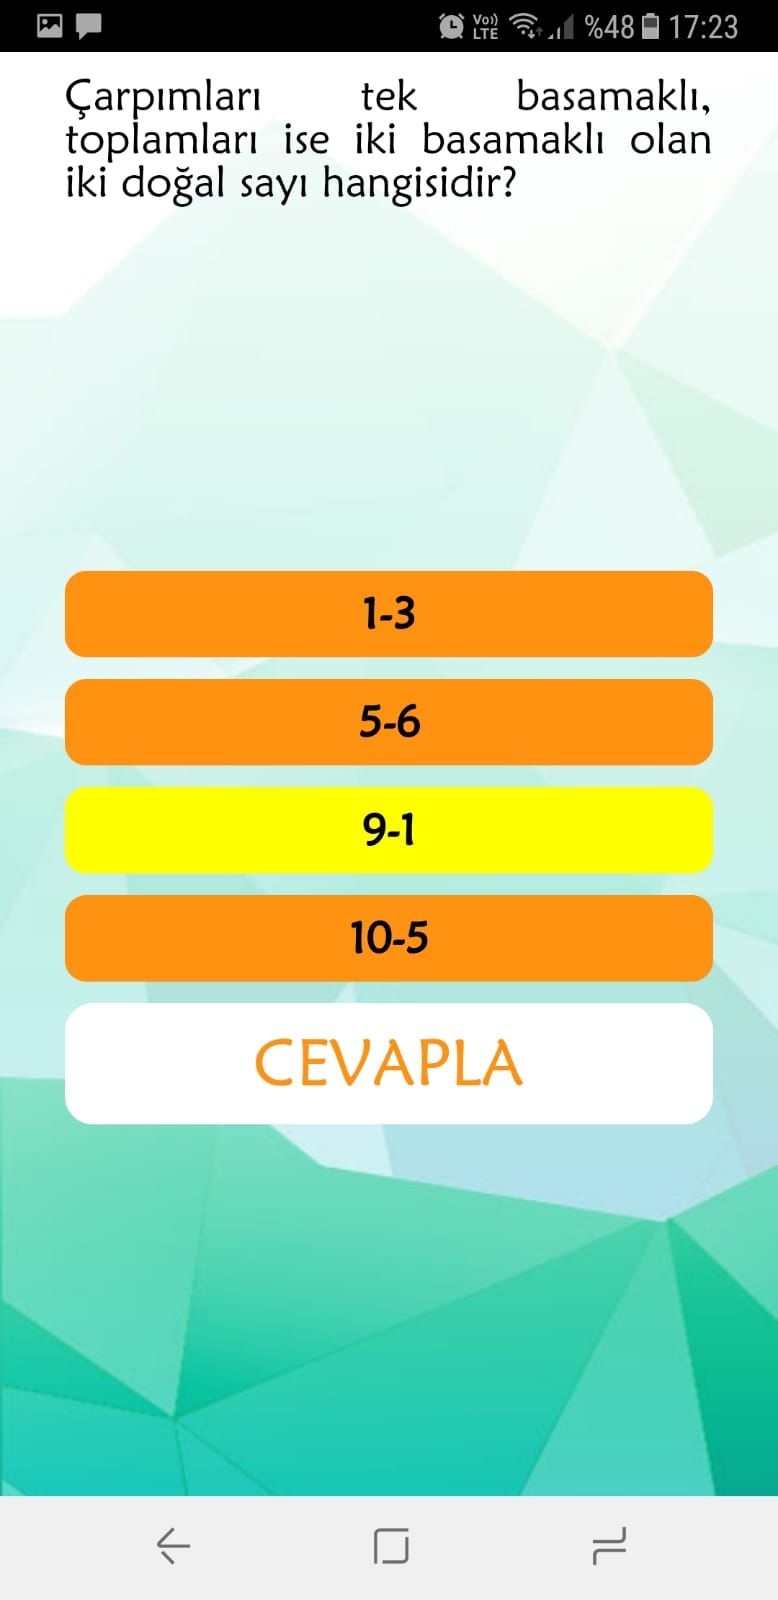 Vo)) LTE %48 17:23
Çarpımları tek basamaklı,
toplamları ise iki basamaklı olan
iki doğal sayı hangisidir?
1-3
5-6
9-1
10-5
CEVAPLA